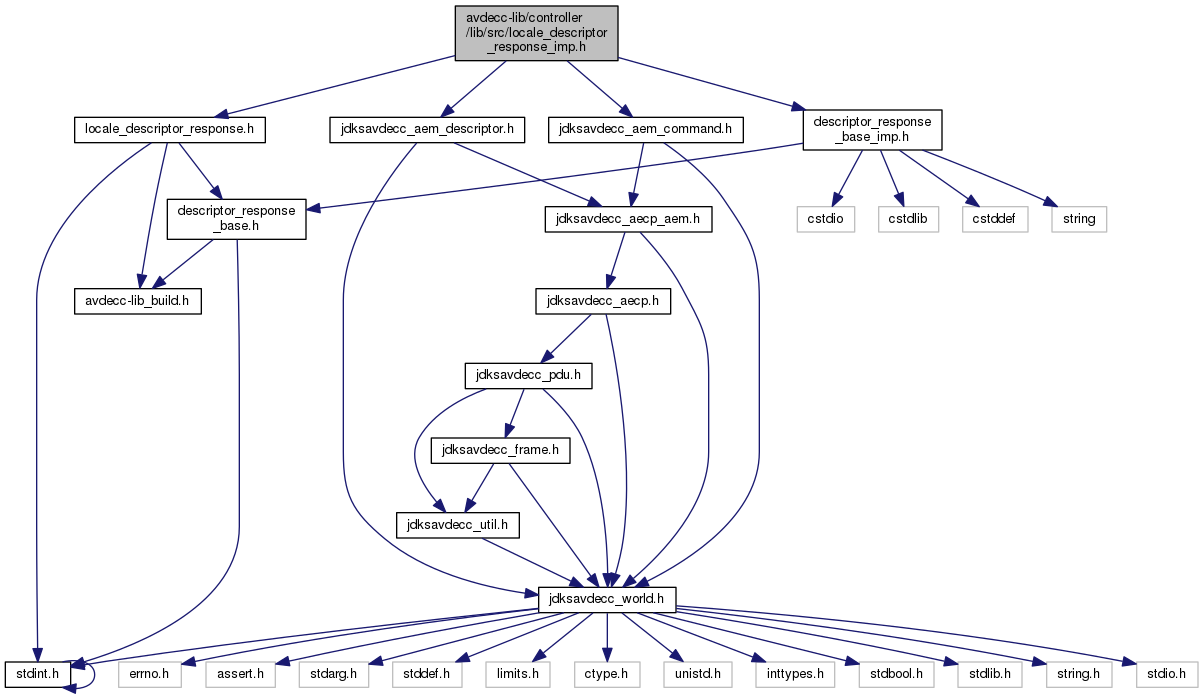 avdecc-lib/controller
/lib/src/locale_descriptor
_response_imp.h
locale_descriptor_response.h
jdksavdecc_aem_descriptor.h
jdksavdecc_aem_command.h
descriptor_response
_base_imp.h
descriptor_response
_base.h
jdksavdecc_aecp_aem.h
cstdio
cstdlib
cstddef
string
avdecc-lib_build.h
jdksavdecc_aecp.h
jdksavdecc_pdu.h
jdksavdecc_frame.h
jdksavdecc_util.h
jdksavdecc_world.h
stdint.h
errno.h
assert.h
stdarg.h
stddef.h
limits.h
ctype.h
unistd.h
inttypes.h
stdbool.h
stdlib.h
string.h
stdio.h